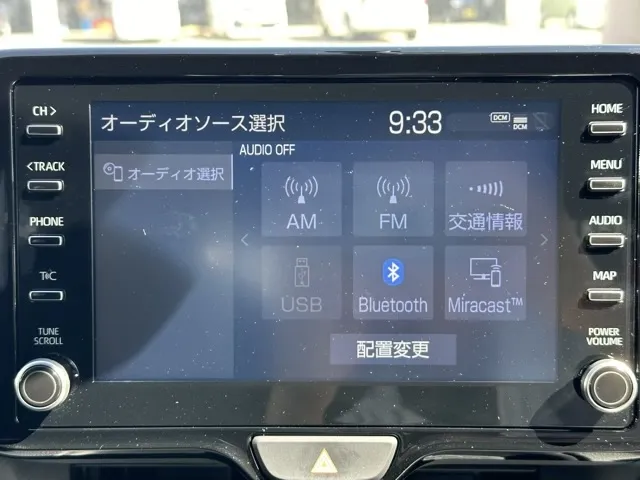 CH >
<TRACK
PHONE
T&C
TUNE
SCROLL
オーディオソース選択
9:33
DCM
DCM
オーディオ選択
AUDIO OFF
AM
FM
交通情報
USB
Bluetooth
Miracast™
配置変更
HOME
MENU
AUDIO
MAP
POWER
VOLUME